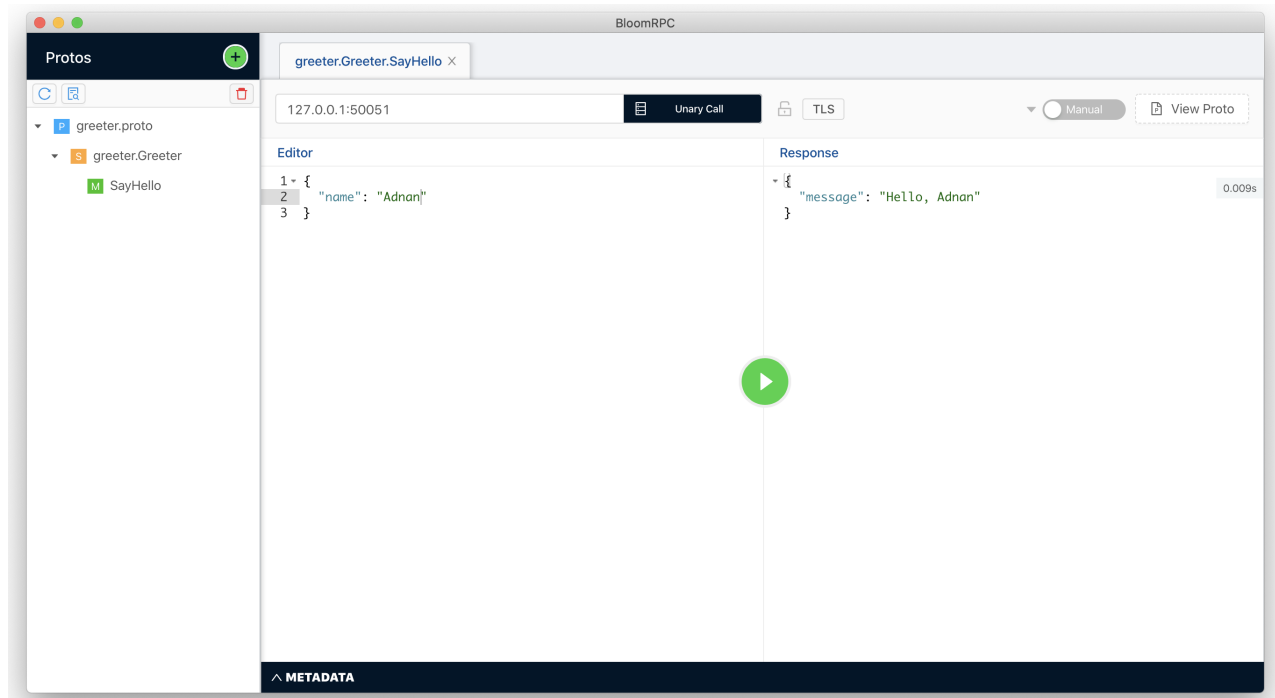 BloomRPC
Protos
greeter.Greeter.SayHello
127.0.0.1:50051
Unary Call
TLS
Manual
View Proto
P greeter.proto
S greeter.Greeter
M SayHello
Editor
1 {
2 "name": "Adnan"
3 }
Response
{
"message": "Hello, Adnan"
}
0.009s
METADATA